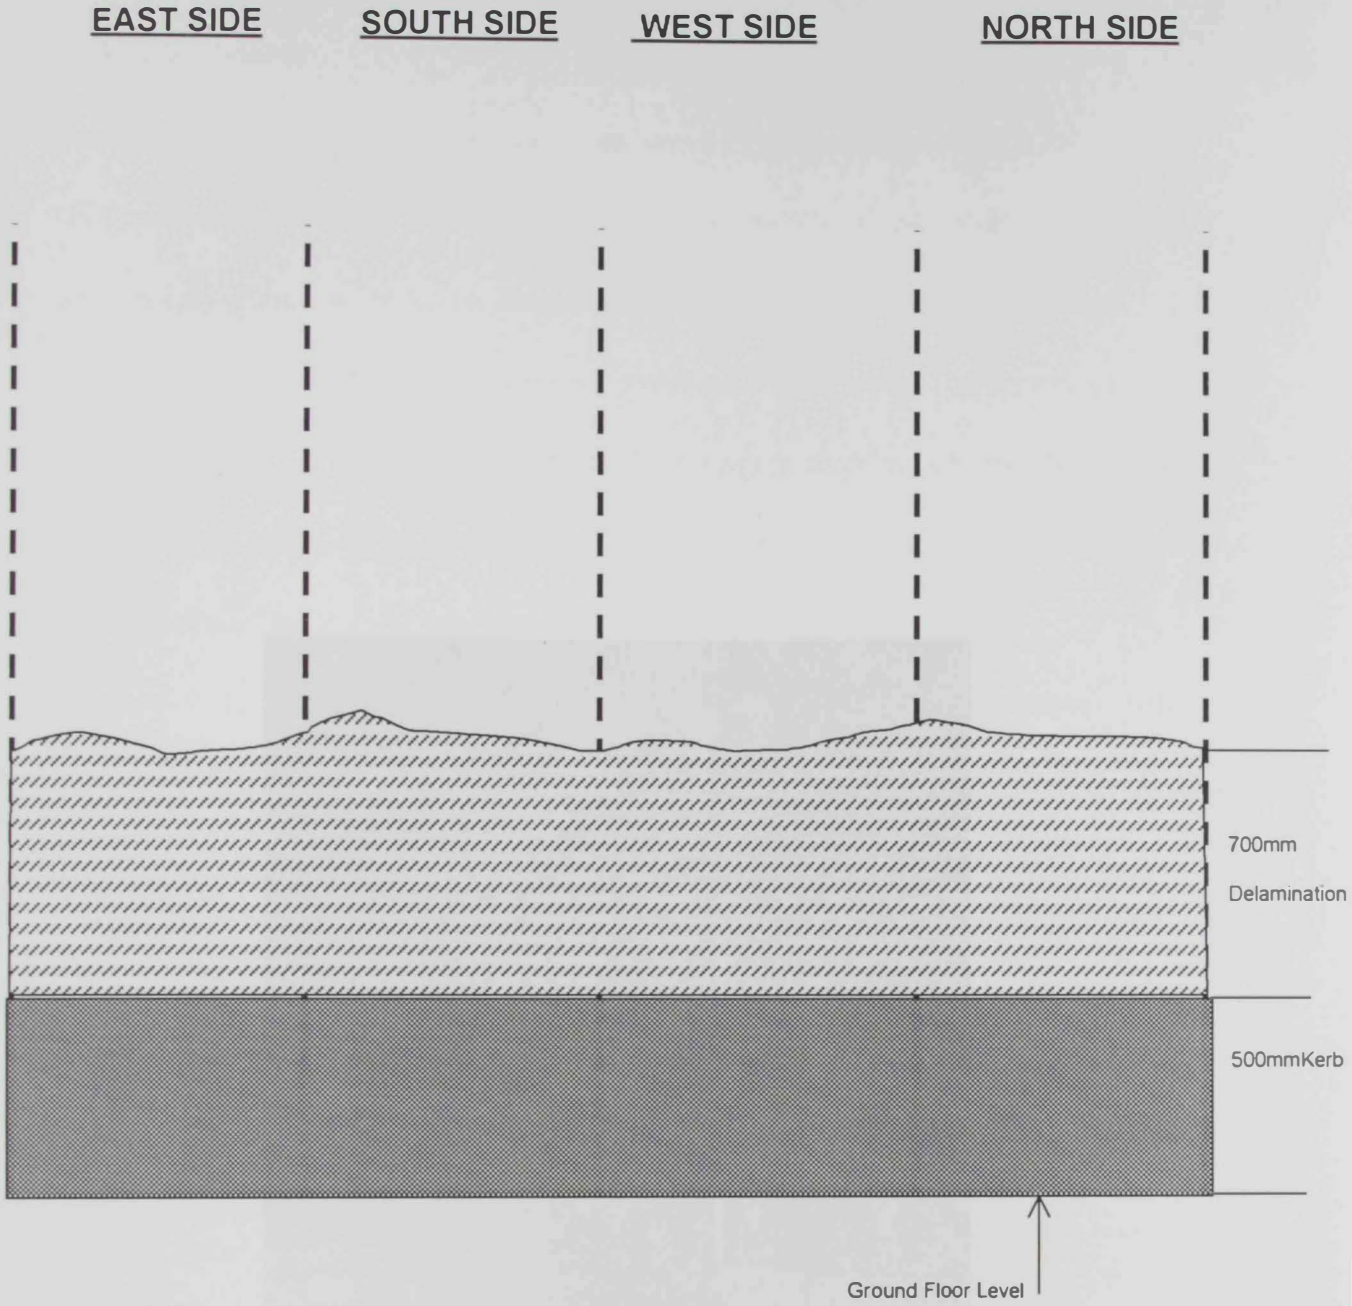 EAST SIDE SOUTH SIDE WEST SIDE NORTH SIDE
700mm
Delamination
500mmKerb
Ground Floor Level